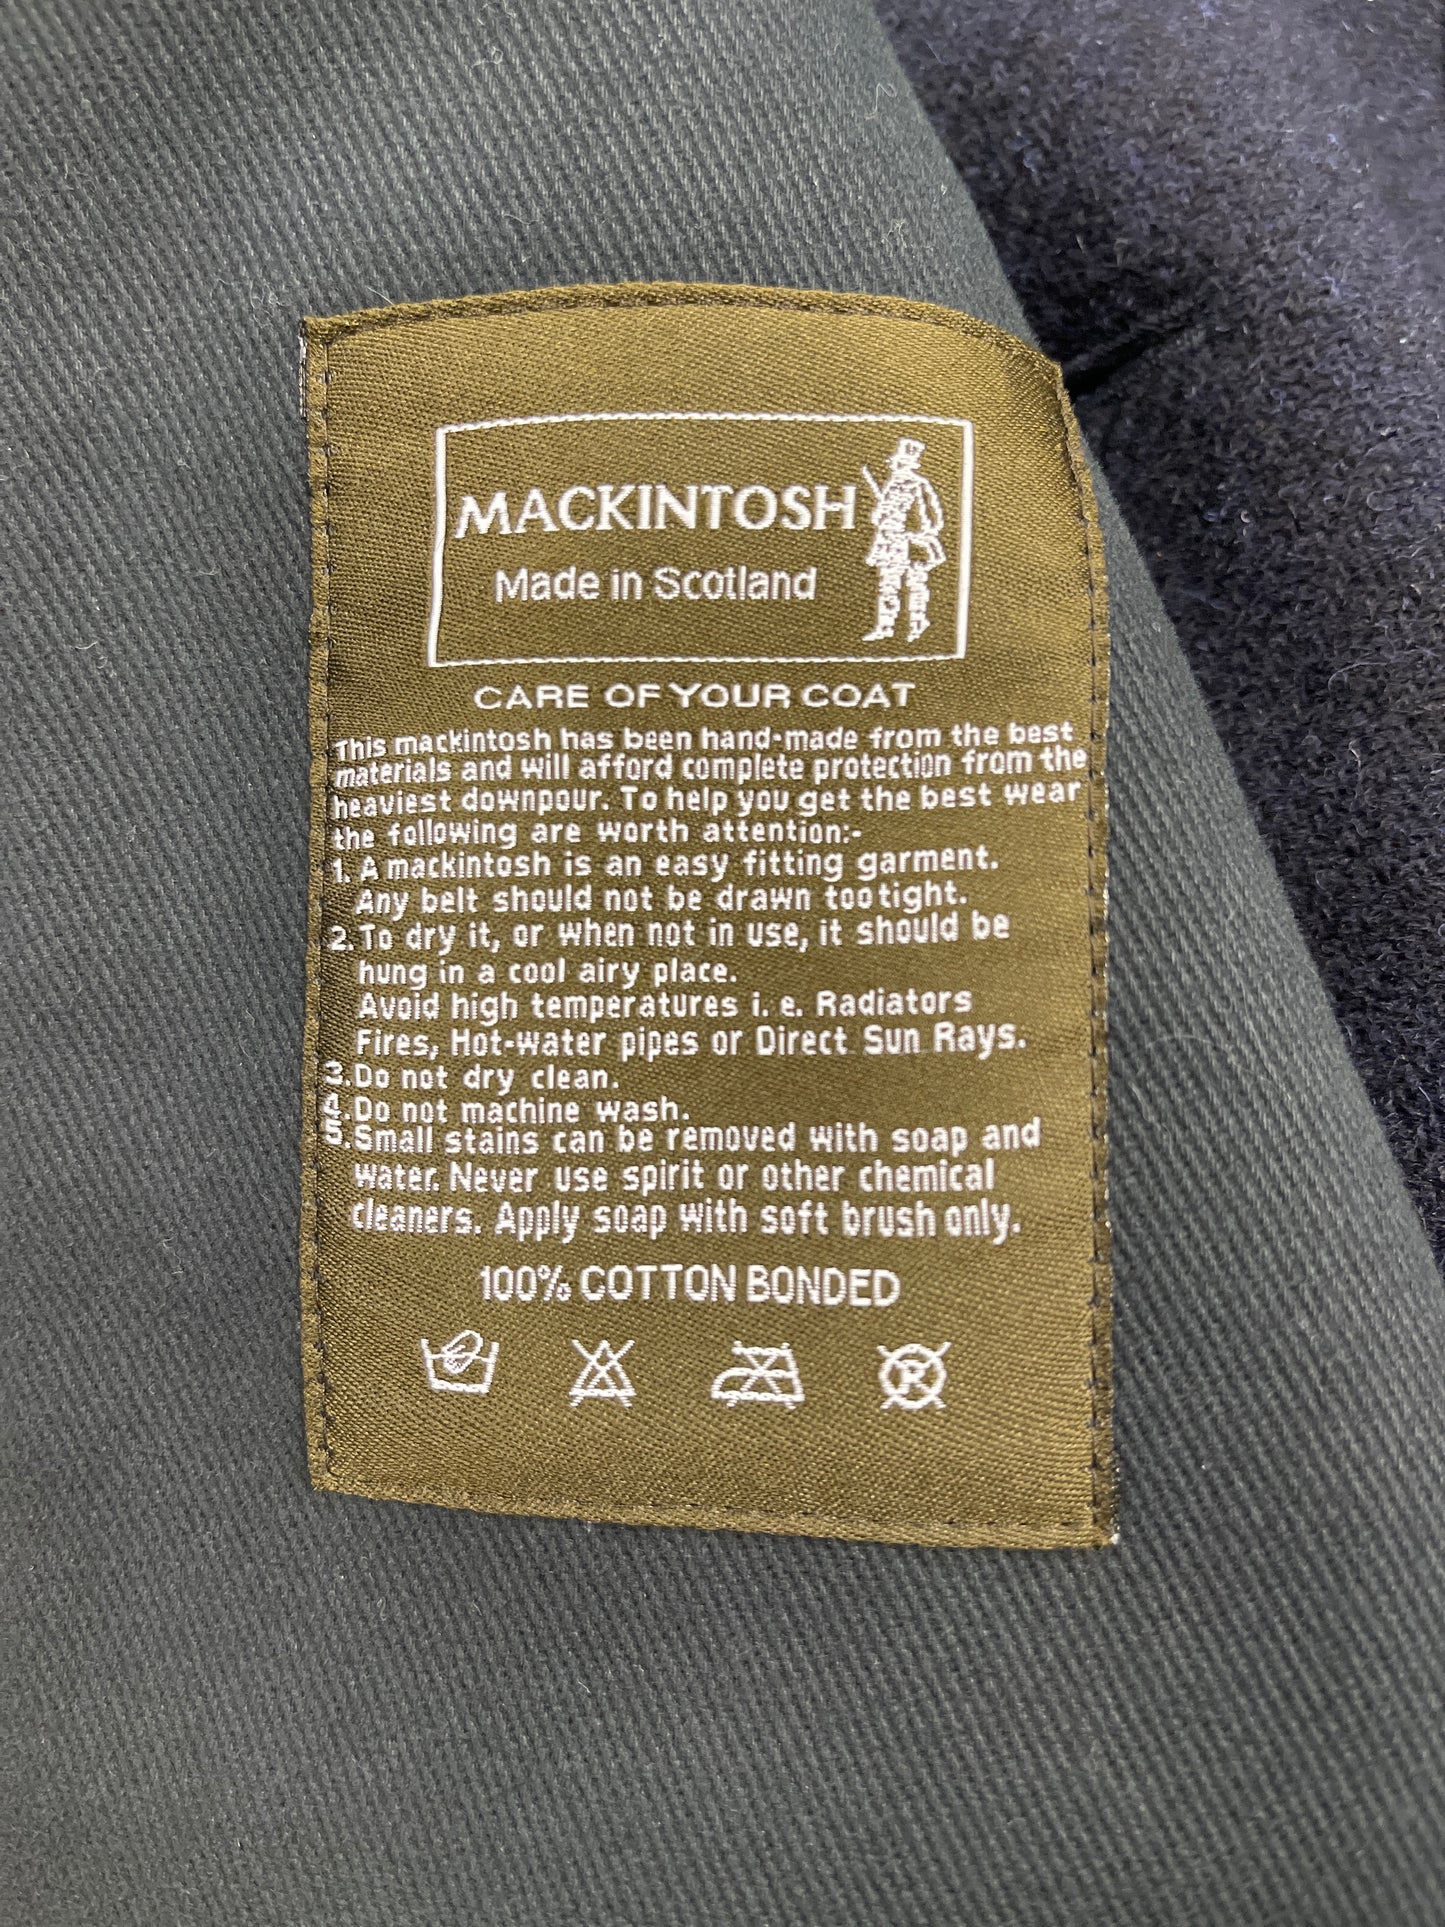 MACKINTOSH
Made in Scotland
CARE OF YOUR COAT
This mackintosh has been hand-made from the best
materials and will afford complete protection from the
heaviest downpour. To help you get the best wear
the following are worth attention:-
1. A mackintosh is an easy fitting garment.
Any belt should not be drawn too tight.
2. To dry it, or when not in use, it should be
hung in a cool airy place.
Avoid high temperatures i. e. Radiators
Fires, Hot-water pipes or Direct Sun Rays.
3. Do not dry clean.
4. Do not machine wash.
5. Small stains can be removed with soap and
water. Never use spirit or other chemical
cleaners. Apply soap with soft brush only.
100% COTTON BONDED
R